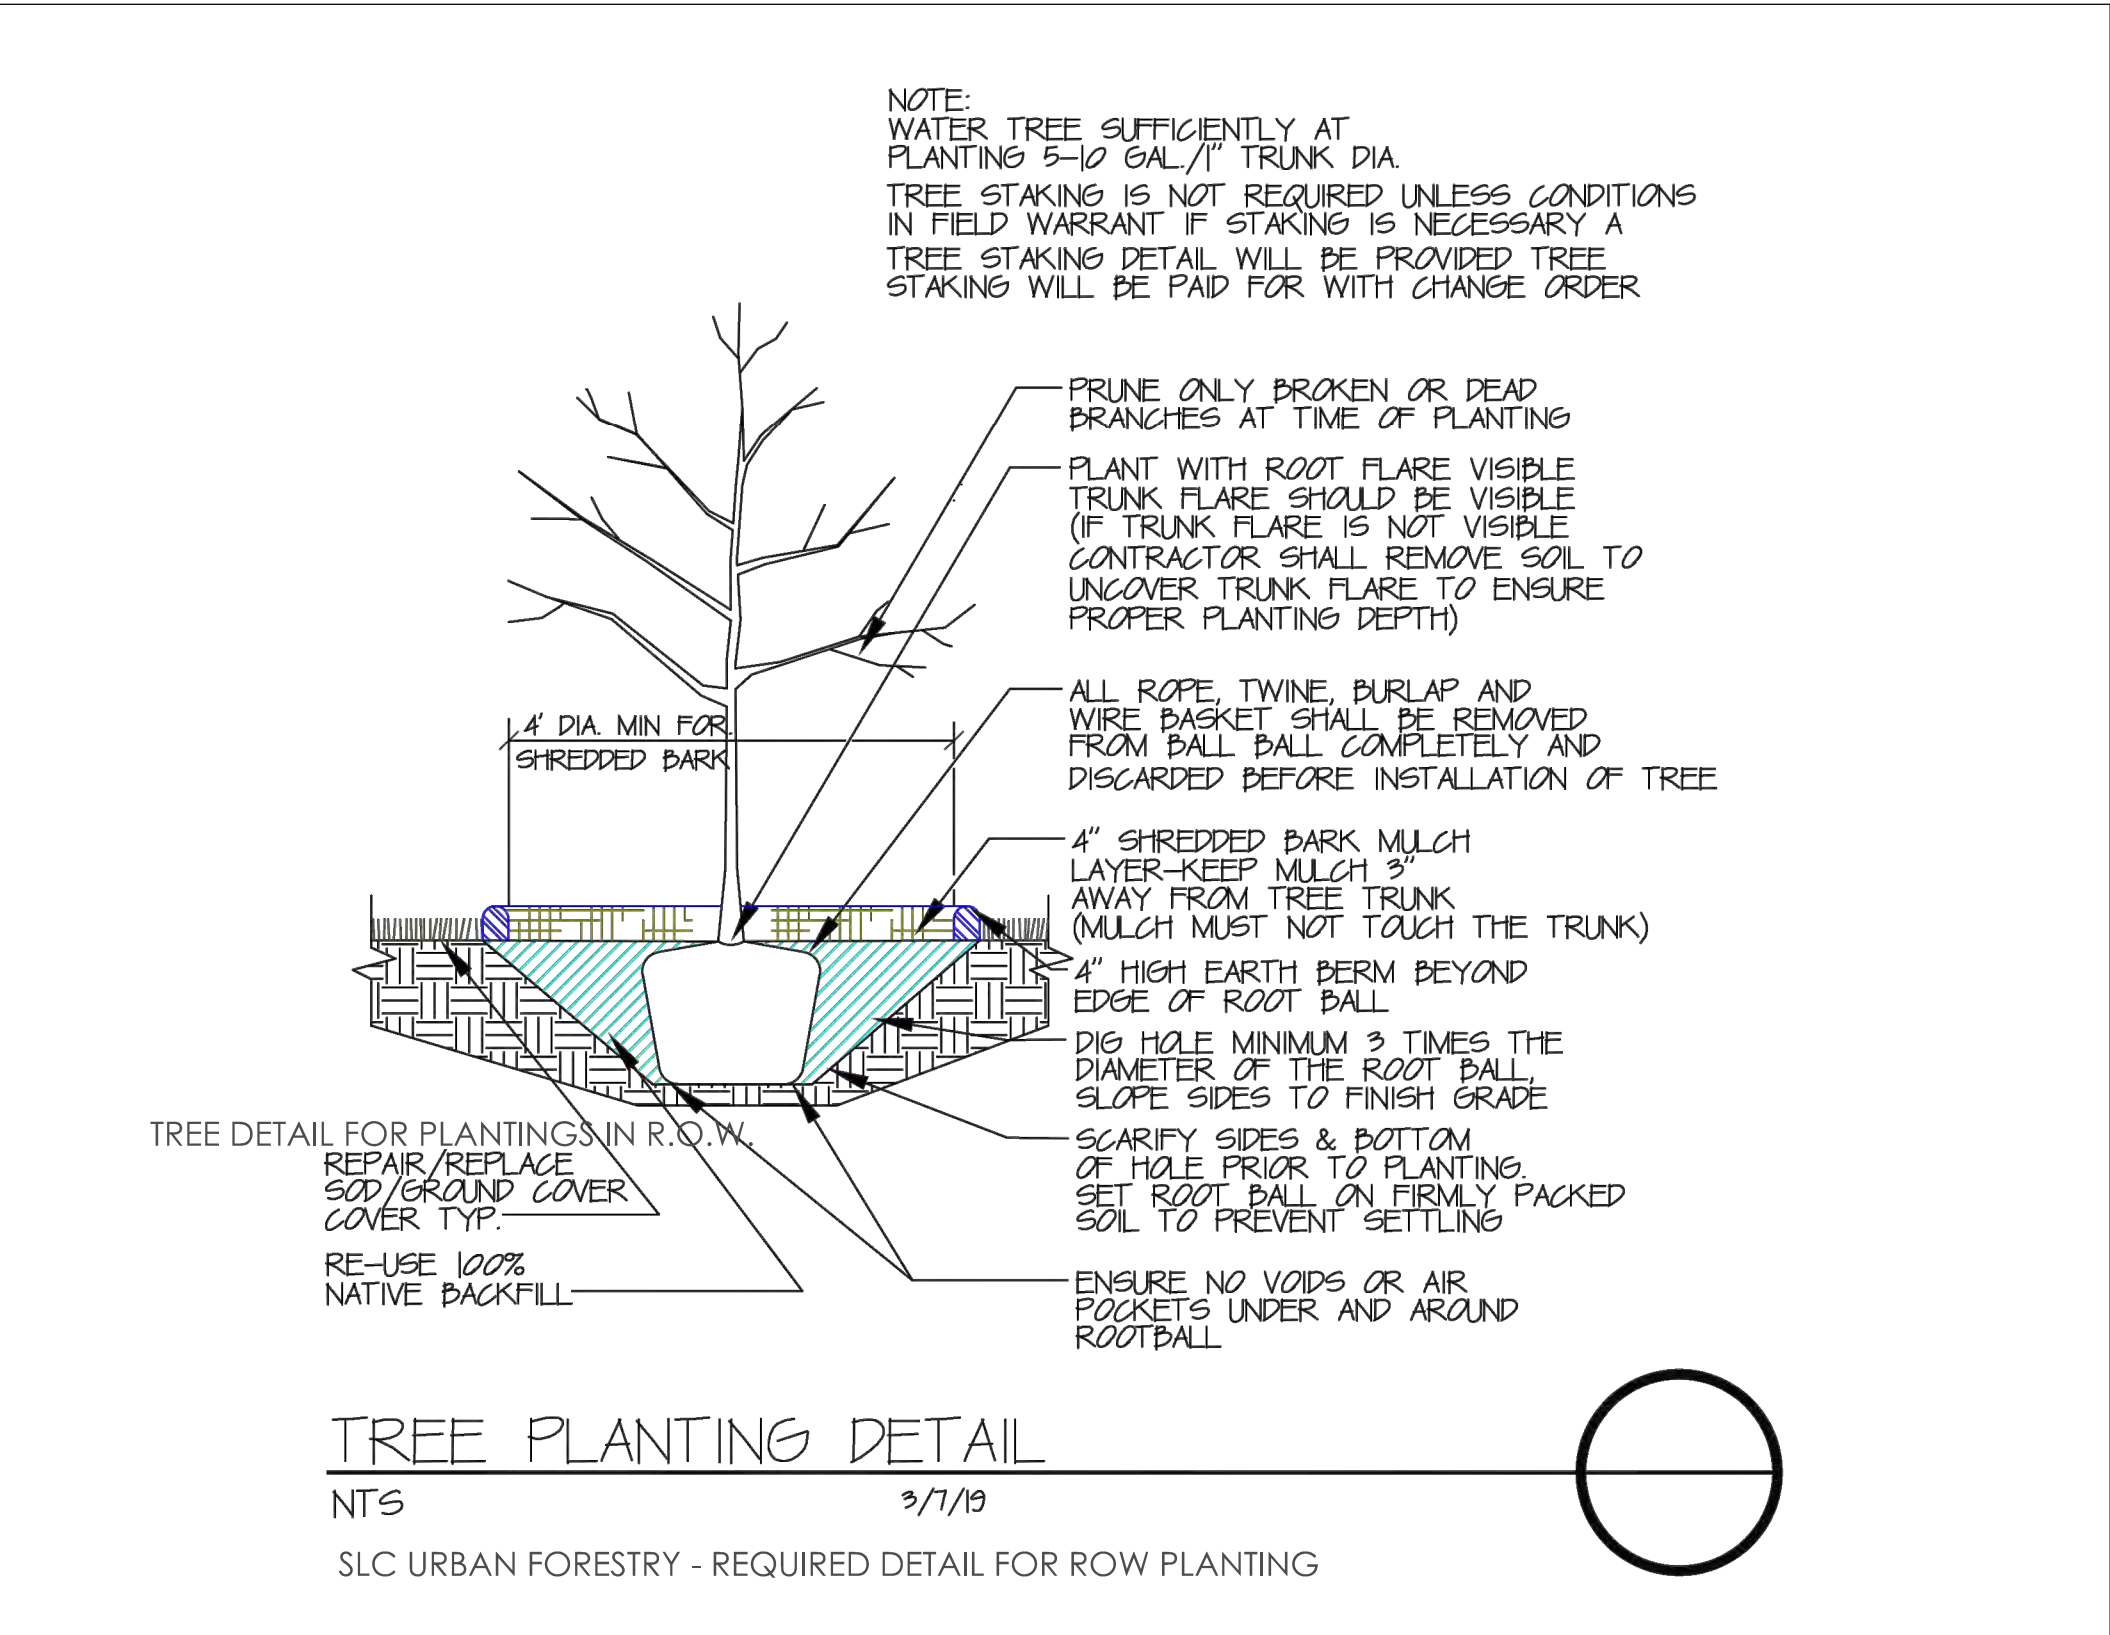 NOTE:
WATER TREE SUFFICIENTLY AT
PLANTING 5-10 GAL./1" TRUNK DIA.
TREE STAKING IS NOT REQUIRED UNLESS CONDITIONS
IN FIELD WARRANT IF STAKING IS NECESSARY A
TREE STAKING DETAIL WILL BE PROVIDED TREE
STAKING WILL BE PAID FOR WITH CHANGE ORDER
PRUNE ONLY BROKEN OR DEAD
BRANCHES AT TIME OF PLANTING
PLANT WITH ROOT FLARE VISIBLE
TRUNK FLARE SHOULD BE VISIBLE
(IF TRUNK FLARE IS NOT VISIBLE
CONTRACTOR SHALL REMOVE SOIL TO
UNCOVER TRUNK FLARE TO ENSURE
PROPER PLANTING DEPTH)
ALL ROPE, TWINE, BURLAP AND
WIRE BASKET SHALL BE REMOVED
FROM BALL BALL COMPLETELY AND
DISCARDED BEFORE INSTALLATION OF TREE
4' DIA. MIN FOR
SHREDDED BARK
4" SHREDDED BARK MULCH
LAYER-KEEP MULCH 3"
AWAY FROM TREE TRUNK
(MULCH MUST NOT TOUCH THE TRUNK)
4" HIGH EARTH BERM BEYOND
EDGE OF ROOT BALL
DIG HOLE MINIMUM 3 TIMES THE
DIAMETER OF THE ROOT BALL,
SLOPE SIDES TO FINISH GRADE
SCARIFY SIDES & BOTTOM
OF HOLE PRIOR TO PLANTING.
SET ROOT BALL ON FIRMLY PACKED
SOIL TO PREVENT SETTLING
ENSURE NO VOIDS OR AIR
POCKETS UNDER AND AROUND
ROOTBALL
TREE DETAIL FOR PLANTINGS IN R.O.W.
REPAIR/REPLACE
SOD/GROUND COVER
COVER TYP.
RE-USE 100%
NATIVE BACKFILL
TREE PLANTING DETAIL
NTS 3/7/19
SLC URBAN FORESTRY - REQUIRED DETAIL FOR ROW PLANTING